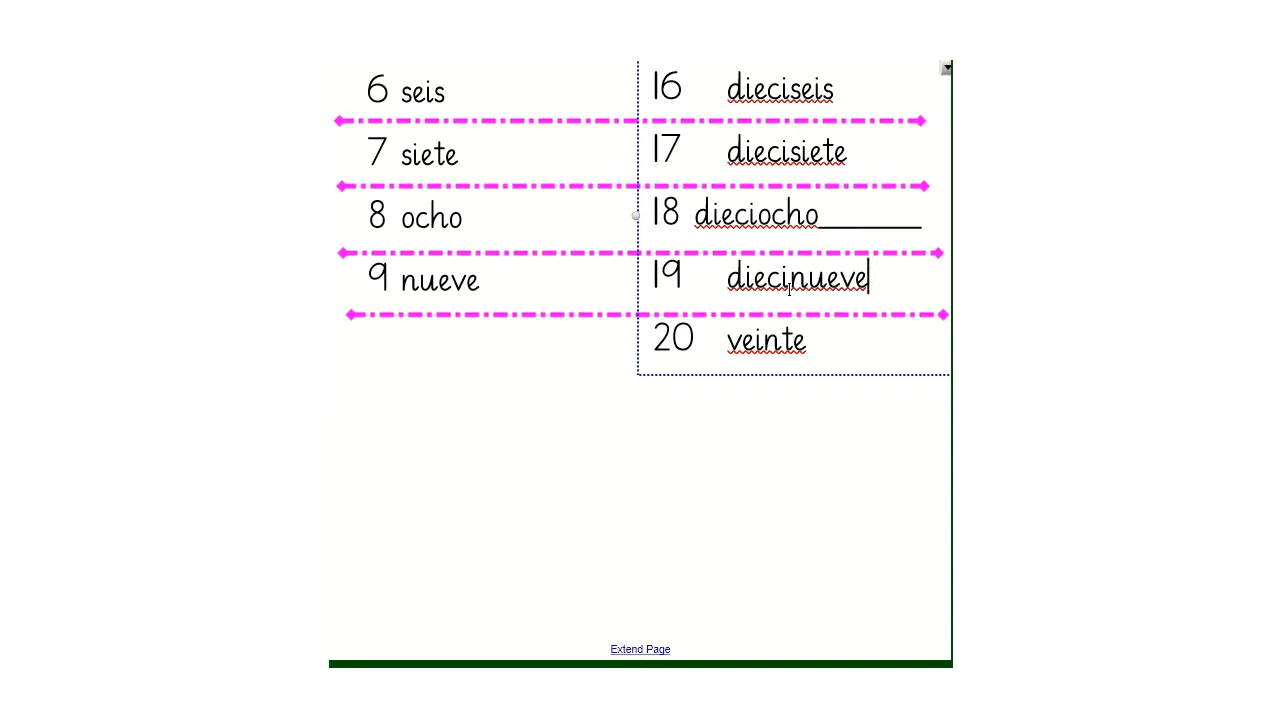 6 seis
7 siete
8 ocho
9 nueve
16 dieciseis
17 diecisiete
18 dieciocho________
19 diecinueve
20 veinte
Extend Page